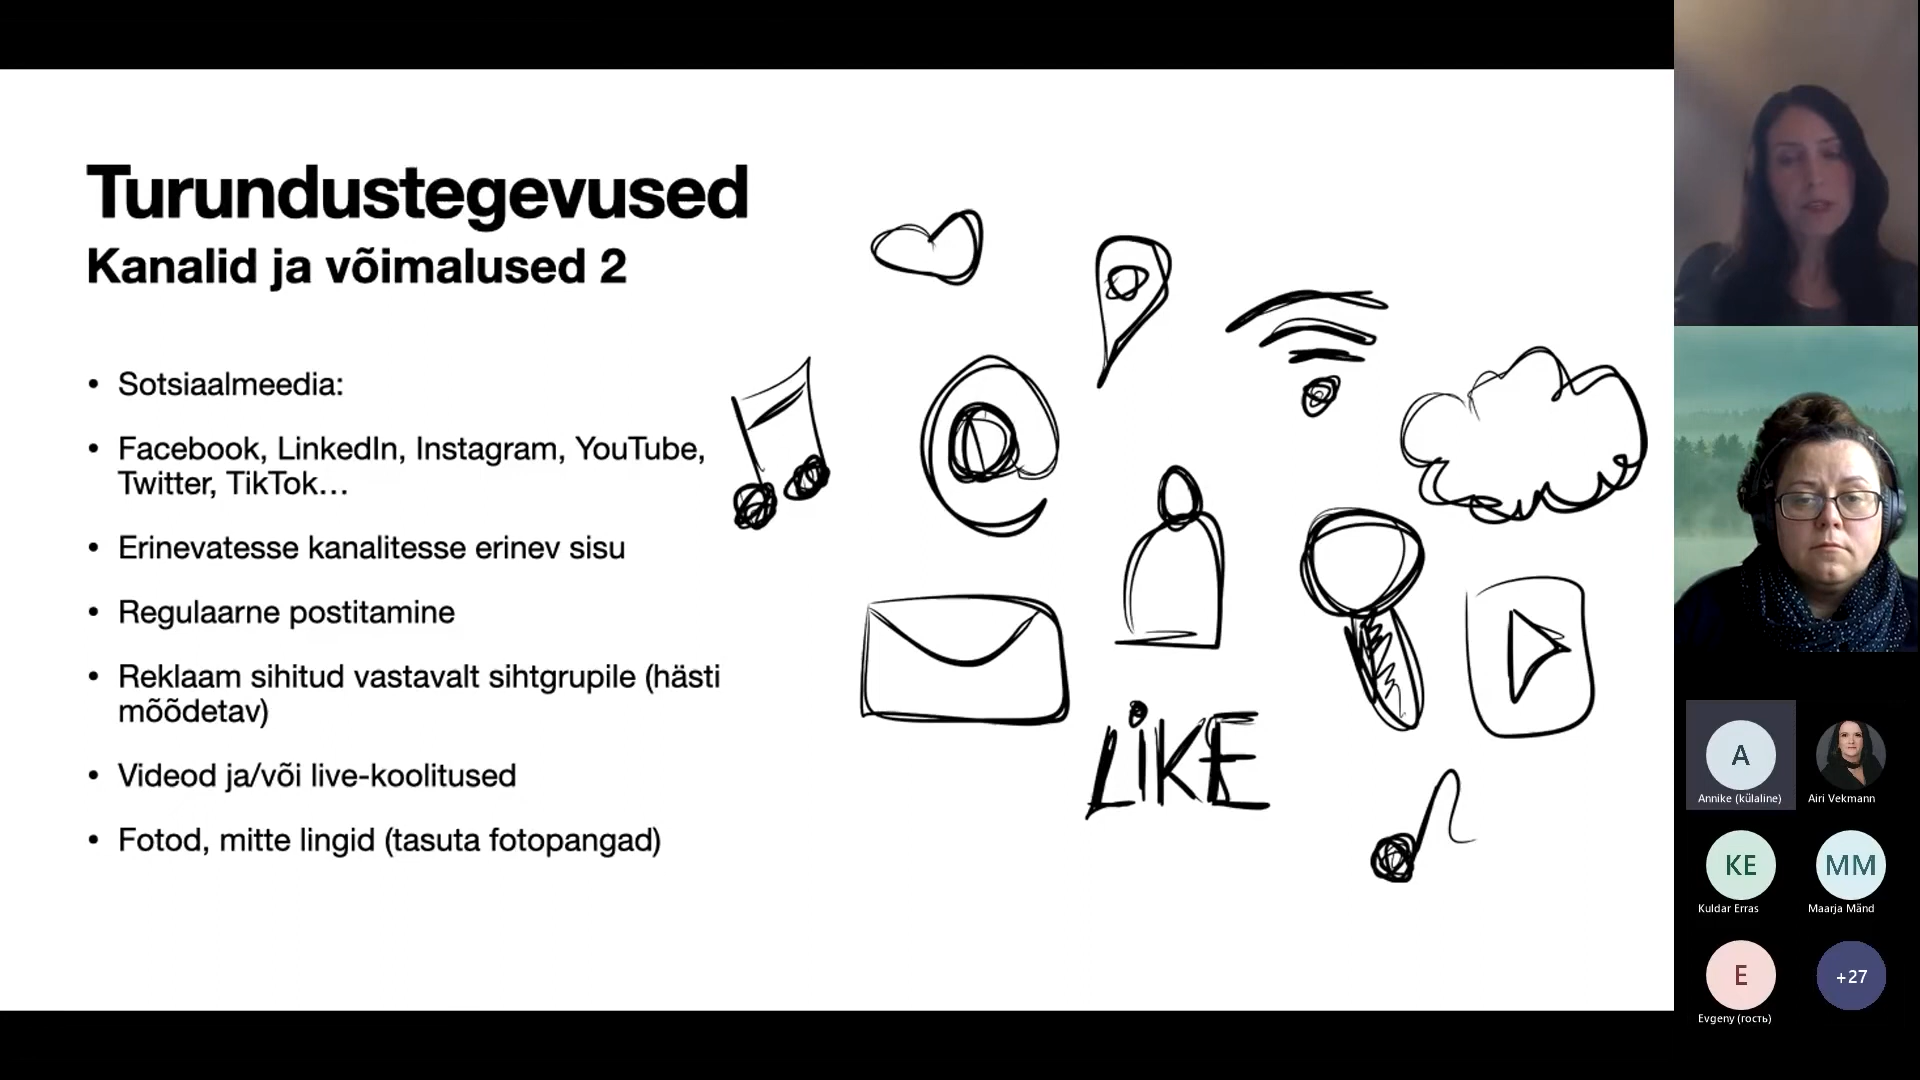 Turundustegevused
Kanalid ja võimalused 2
• Sotsiaalmeedia:
• Facebook, LinkedIn, Instagram, YouTube,
Twitter, TikTok…
• Erinevatesse kanalitesse erinev sisu
• Regulaarne postitamine
• Reklaam sihitud vastavalt sihtgrupile (hästi
mõõdetav)
• Videod ja/või live-koolitused
• Fotod, mitte lingid (tasuta fotopangad)
@
LiKE
A
Annike (külaline)
Airi Vekmann
KE
Kuldar Erras
MM
Maarja Mänd
E
Evgeny (гость)
+27